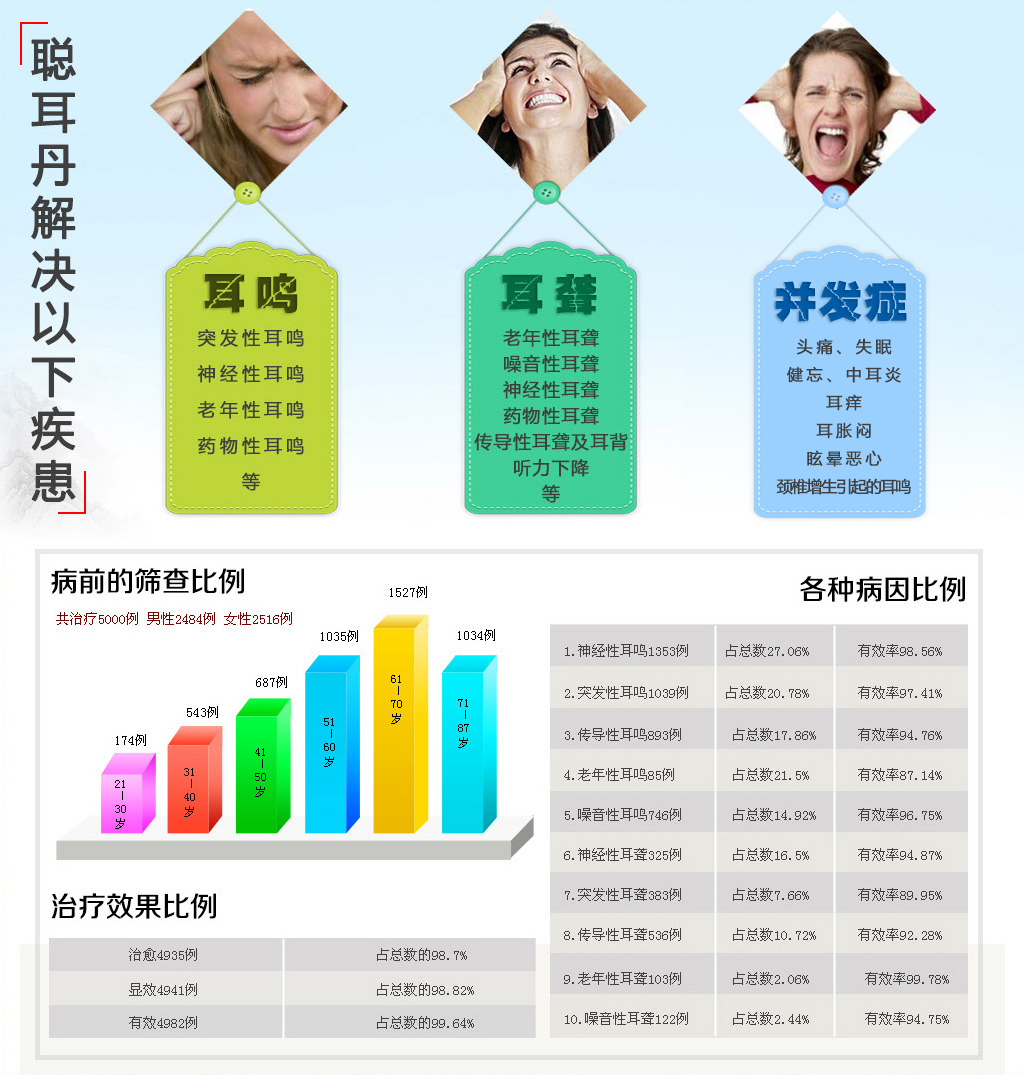 聪耳丹解决以下疾患
耳鸣
突发性耳鸣
神经性耳鸣
老年性耳鸣
药物性耳鸣
等
耳聋
老年性耳聋
噪音性耳聋
神经性耳聋
药物性耳聋
传导性耳聋及耳背
听力下降
等
并发症
头痛、失眠
健忘、中耳炎
耳痒
耳胀闷
眩晕恶心
颈椎增生引起的耳鸣
病前的筛查比例
共治疗5000例 男性2484例 女性2516例
174例
21—30岁
543例
31—40岁
687例
41—50岁
1035例
51—60岁
1527例
61—70岁
1034例
71—87岁
治疗效果比例
治愈4935例 占总数的98.7%
显效4941例 占总数的98.82%
有效4982例 占总数的99.64%
各种病因比例
1.神经性耳鸣1353例 占总数27.06% 有效率98.56%
2.突发性耳鸣1039例 占总数20.78% 有效率97.41%
3.传导性耳鸣893例 占总数17.86% 有效率94.76%
4.老年性耳鸣85例 占总数21.5% 有效率87.14%
5.噪音性耳鸣746例 占总数14.92% 有效率96.75%
6.神经性耳聋325例 占总数16.5% 有效率94.87%
7.突发性耳聋383例 占总数7.66% 有效率89.95%
8.传导性耳聋536例 占总数10.72% 有效率92.28%
9.老年性耳聋103例 占总数2.06% 有效率99.78%
10.噪音性耳聋122例 占总数2.44% 有效率94.75%